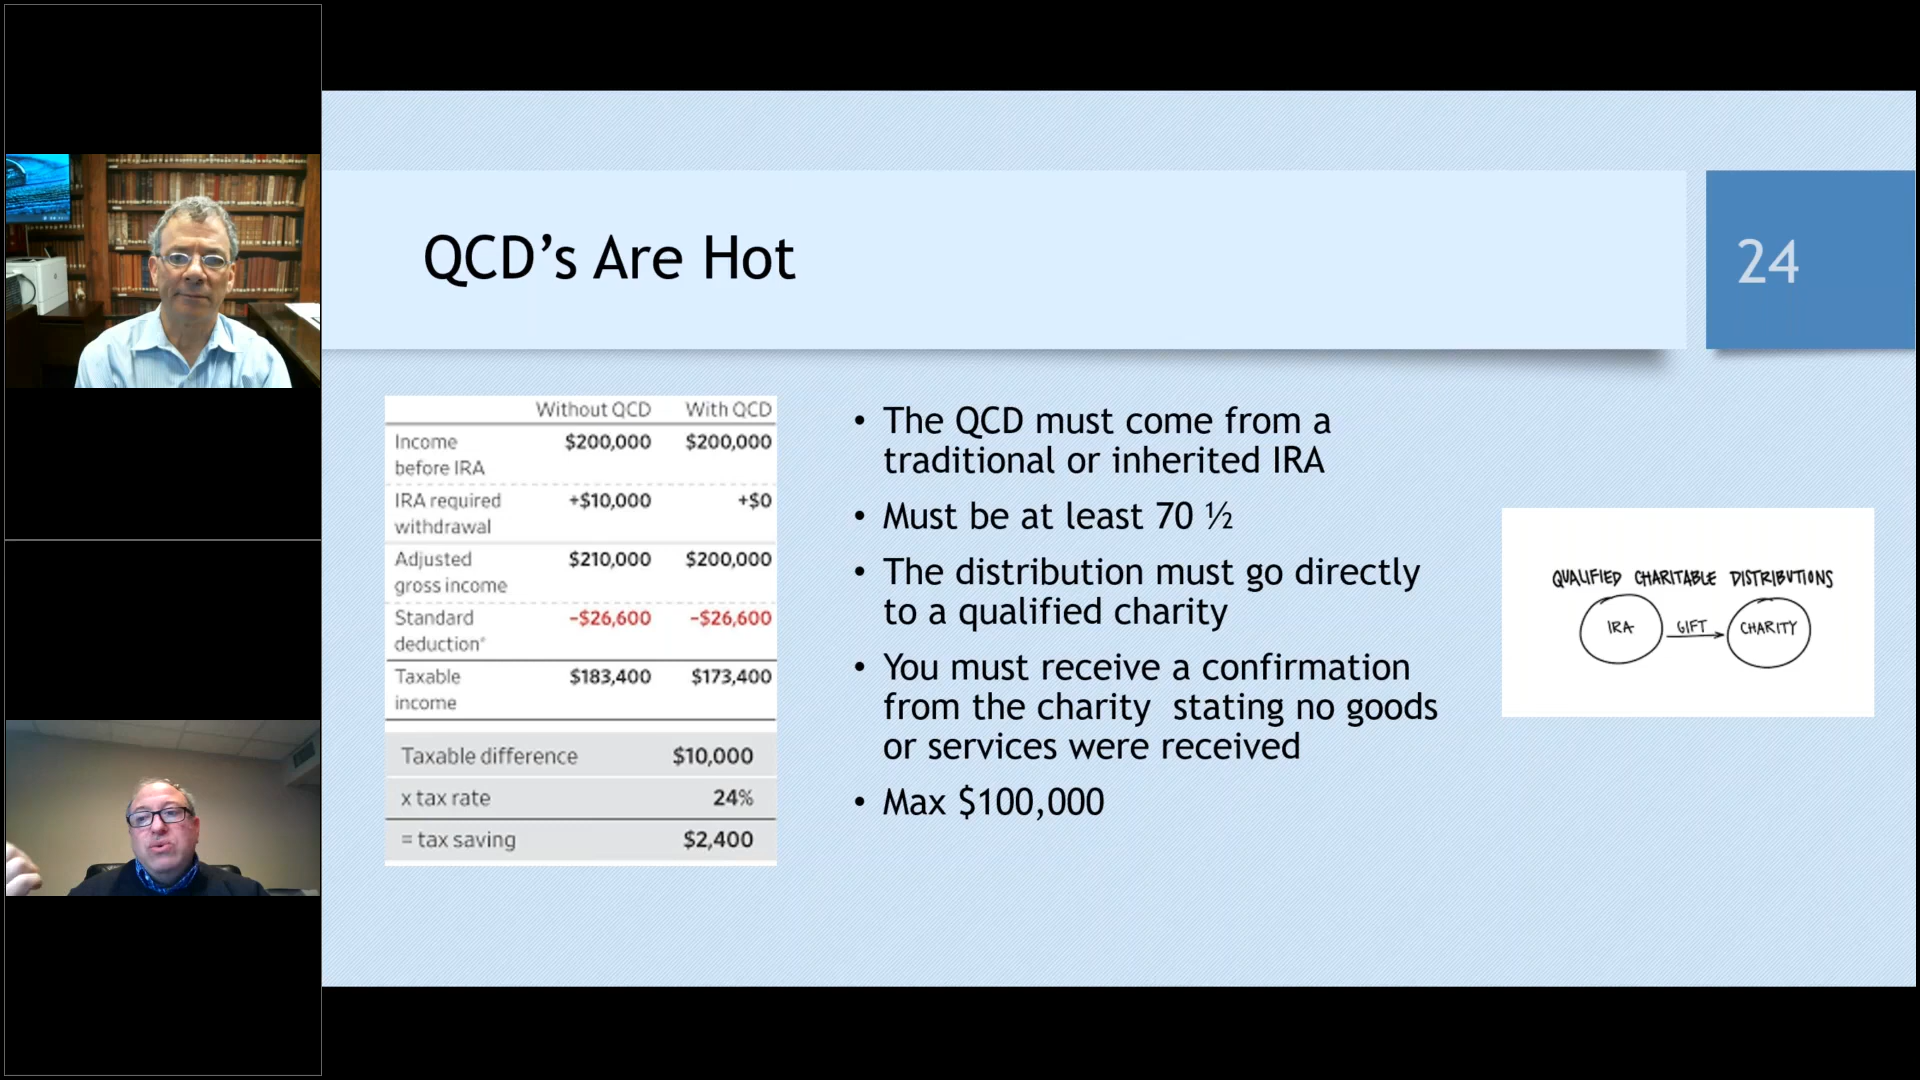 QCD’s Are Hot
24
Without QCD With QCD
Income before IRA $200,000 $200,000
IRA required withdrawal +$10,000 +$0
Adjusted gross income $210,000 $200,000
Standard deduction* -$26,600 -$26,600
Taxable income $183,400 $173,400
Taxable difference $10,000
x tax rate 24%
= tax saving $2,400
• The QCD must come from a
traditional or inherited IRA
• Must be at least 70 ½
• The distribution must go directly
to a qualified charity
• You must receive a confirmation
from the charity  stating no goods
or services were received
• Max $100,000
QUALIFIED CHARITABLE DISTRIBUTIONS
IRA GIFT CHARITY